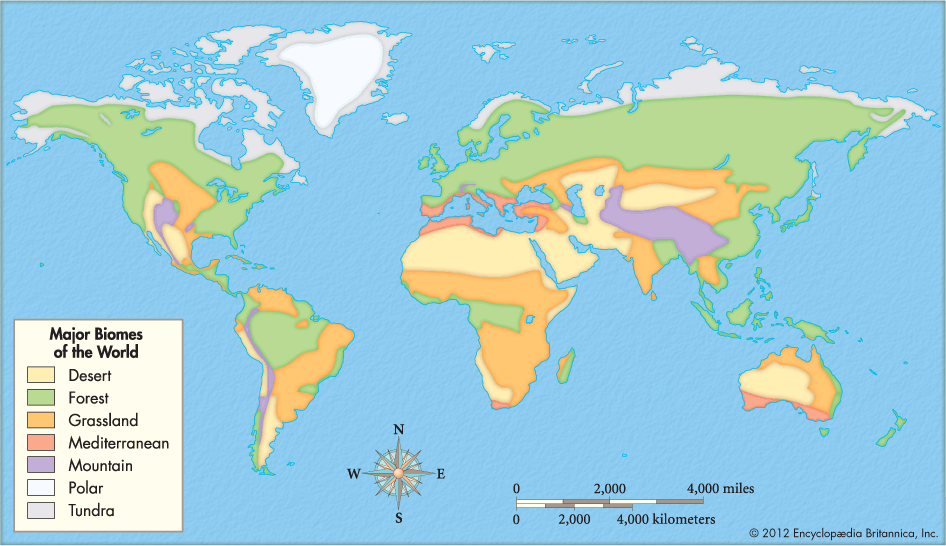 Major Biomes
of the World
Desert
Forest
Grassland
Mediterranean
Mountain
Polar
Tundra
N
W E
S
0 2,000 4,000 miles
0 2,000 4,000 kilometers
© 2012 Encyclopædia Britannica, Inc.